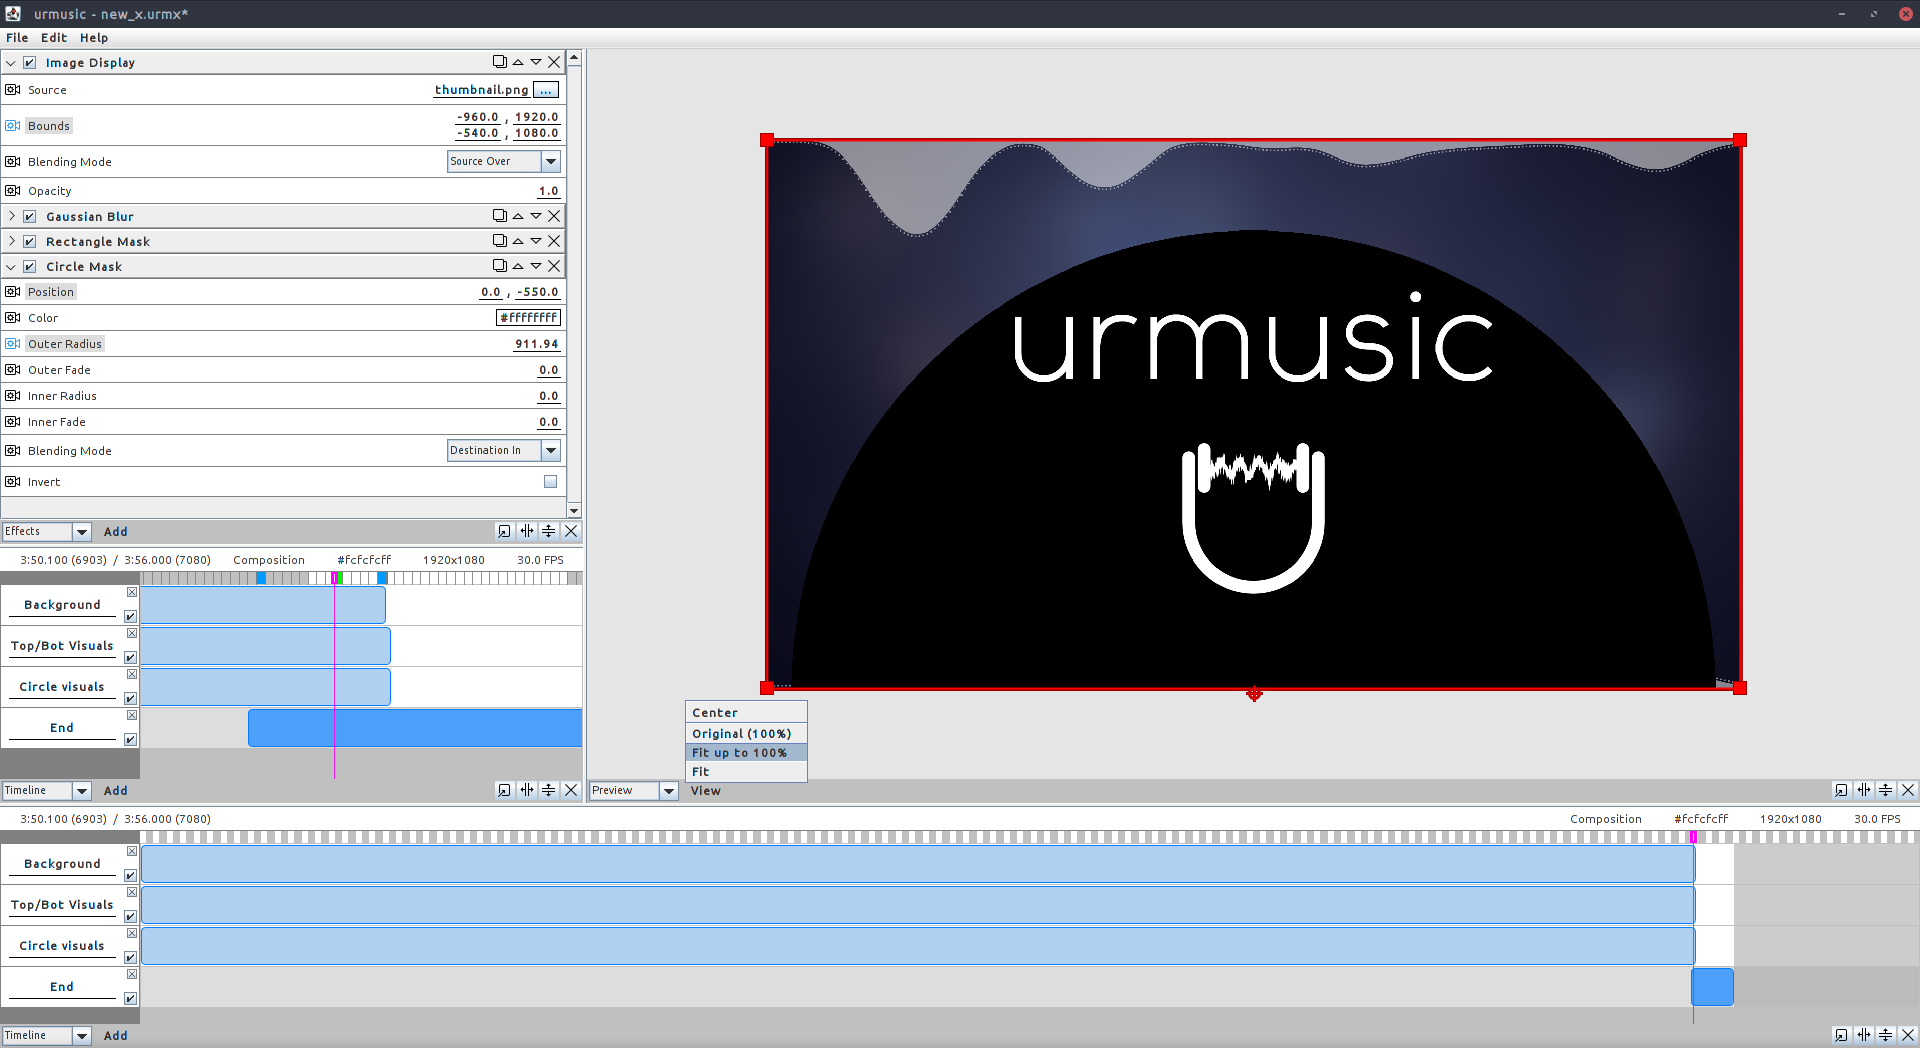 urmusic - new_x.urmx*
File Edit Help
Image Display
Source thumbnail.png ...
Bounds -960.0 , 1920.0
-540.0 , 1080.0
Blending Mode Source Over
Opacity 1.0
Gaussian Blur
Rectangle Mask
Circle Mask
Position 0.0 , -550.0
Color #ffffffff
Outer Radius 911.94
Outer Fade 0.0
Inner Radius 0.0
Inner Fade 0.0
Blending Mode Destination In
Invert
Effects Add
3:50.100 (6903) / 3:56.000 (7080) Composition #fcfcfcff 1920x1080 30.0 FPS
Background
Top/Bot Visuals
Circle visuals
End
Timeline Add
urmusic
Center
Original (100%)
Fit up to 100%
Fit
Preview View
3:50.100 (6903) / 3:56.000 (7080) Composition #fcfcfcff 1920x1080 30.0 FPS
Background
Top/Bot Visuals
Circle visuals
End
Timeline Add